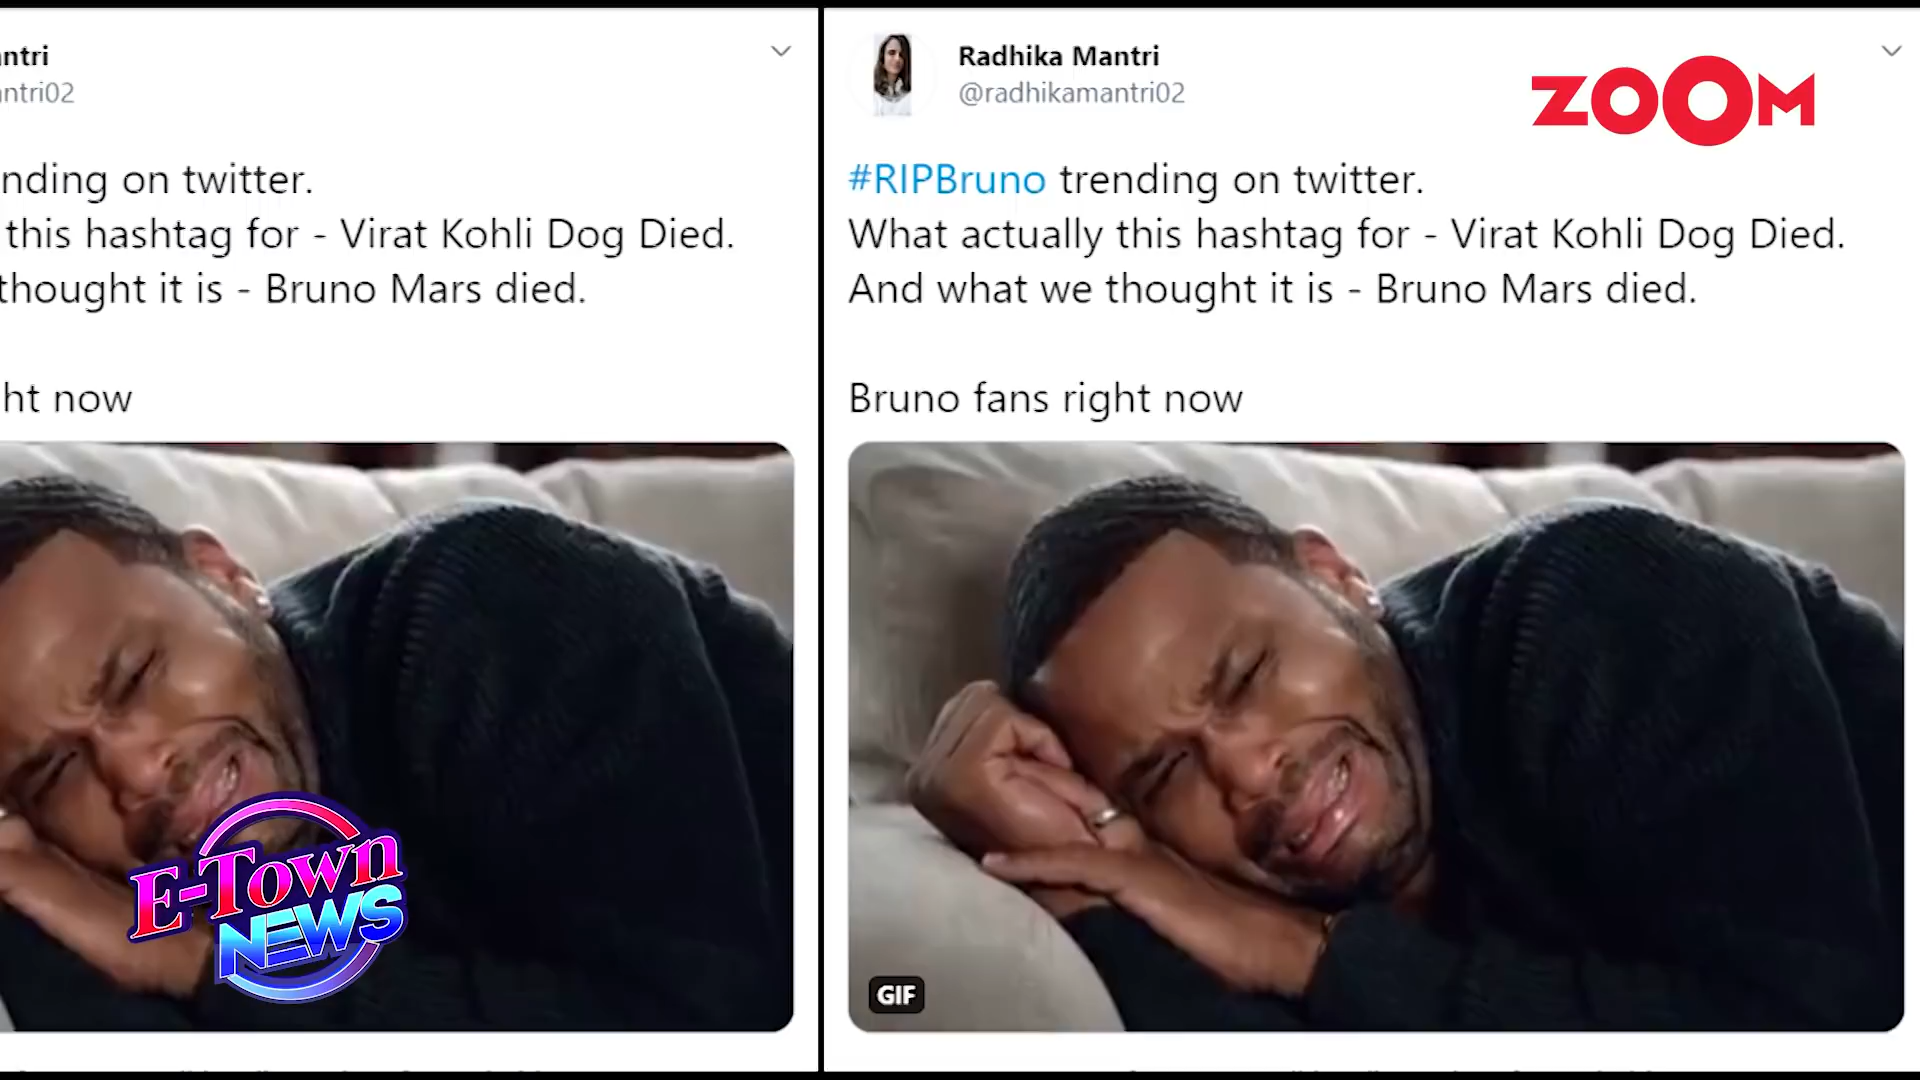 ntri
ntri02
nding on twitter.
this hashtag for - Virat Kohli Dog Died.
thought it is - Bruno Mars died.
ht now
E-Town
NEWS
Radhika Mantri
@radhikamantri02
ZOOM
#RIPBruno trending on twitter.
What actually this hashtag for - Virat Kohli Dog Died.
And what we thought it is - Bruno Mars died.
Bruno fans right now
GIF